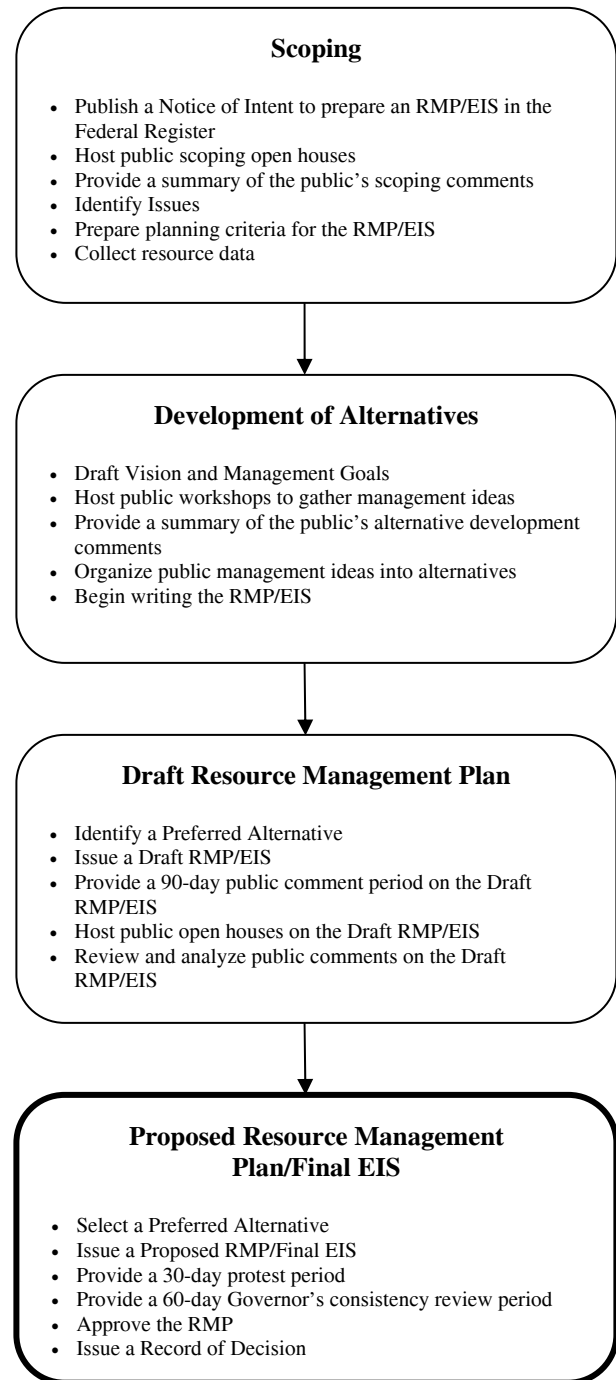 Scoping
• Publish a Notice of Intent to prepare an RMP/EIS in the
Federal Register
• Host public scoping open houses
• Provide a summary of the public’s scoping comments
• Identify Issues
• Prepare planning criteria for the RMP/EIS
• Collect resource data
Development of Alternatives
• Draft Vision and Management Goals
• Host public workshops to gather management ideas
• Provide a summary of the public’s alternative development
comments
• Organize public management ideas into alternatives
• Begin writing the RMP/EIS
Draft Resource Management Plan
• Identify a Preferred Alternative
• Issue a Draft RMP/EIS
• Provide a 90-day public comment period on the Draft
RMP/EIS
• Host public open houses on the Draft RMP/EIS
• Review and analyze public comments on the Draft
RMP/EIS
Proposed Resource Management
Plan/Final EIS
• Select a Preferred Alternative
• Issue a Proposed RMP/Final EIS
• Provide a 30-day protest period
• Provide a 60-day Governor’s consistency review period
• Approve the RMP
• Issue a Record of Decision